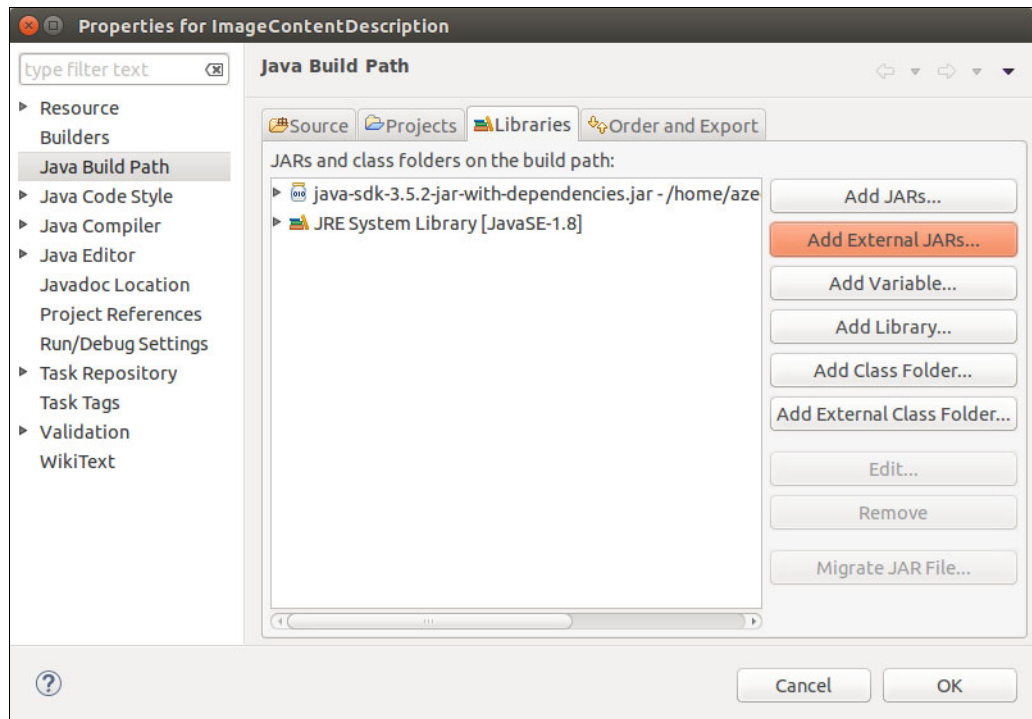 Properties for ImageContentDescription
type filter text
Resource
Builders
Java Build Path
Java Code Style
Java Compiler
Java Editor
Javadoc Location
Project References
Run/Debug Settings
Task Repository
Task Tags
Validation
WikiText
Java Build Path
Source Projects Libraries Order and Export
JARs and class folders on the build path:
java-sdk-3.5.2-jar-with-dependencies.jar - /home/aze
JRE System Library [JavaSE-1.8]
Add JARs...
Add External JARs...
Add Variable...
Add Library...
Add Class Folder...
Add External Class Folder...
Edit...
Remove
Migrate JAR File...
Cancel OK